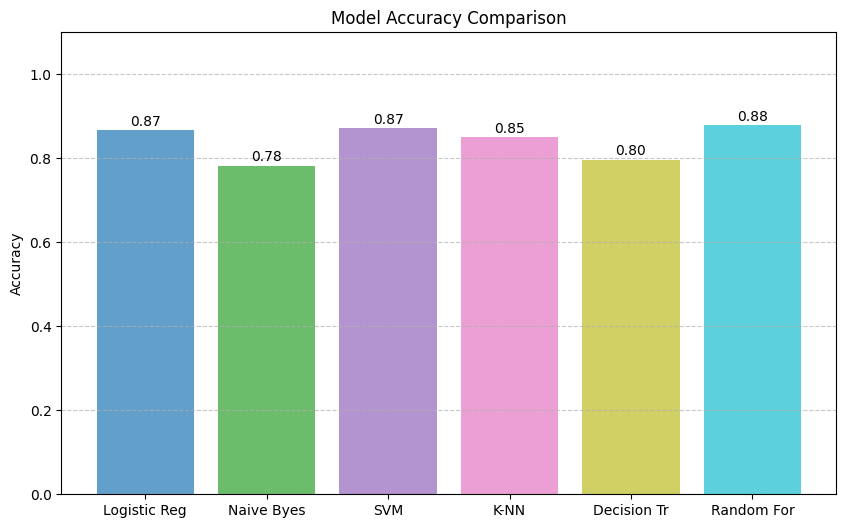 Model Accuracy Comparison
Accuracy
1.0
0.8
0.6
0.4
0.2
0.0
0.87
0.78
0.87
0.85
0.80
0.88
Logistic Reg
Naive Byes
SVM
K-NN
Decision Tr
Random For